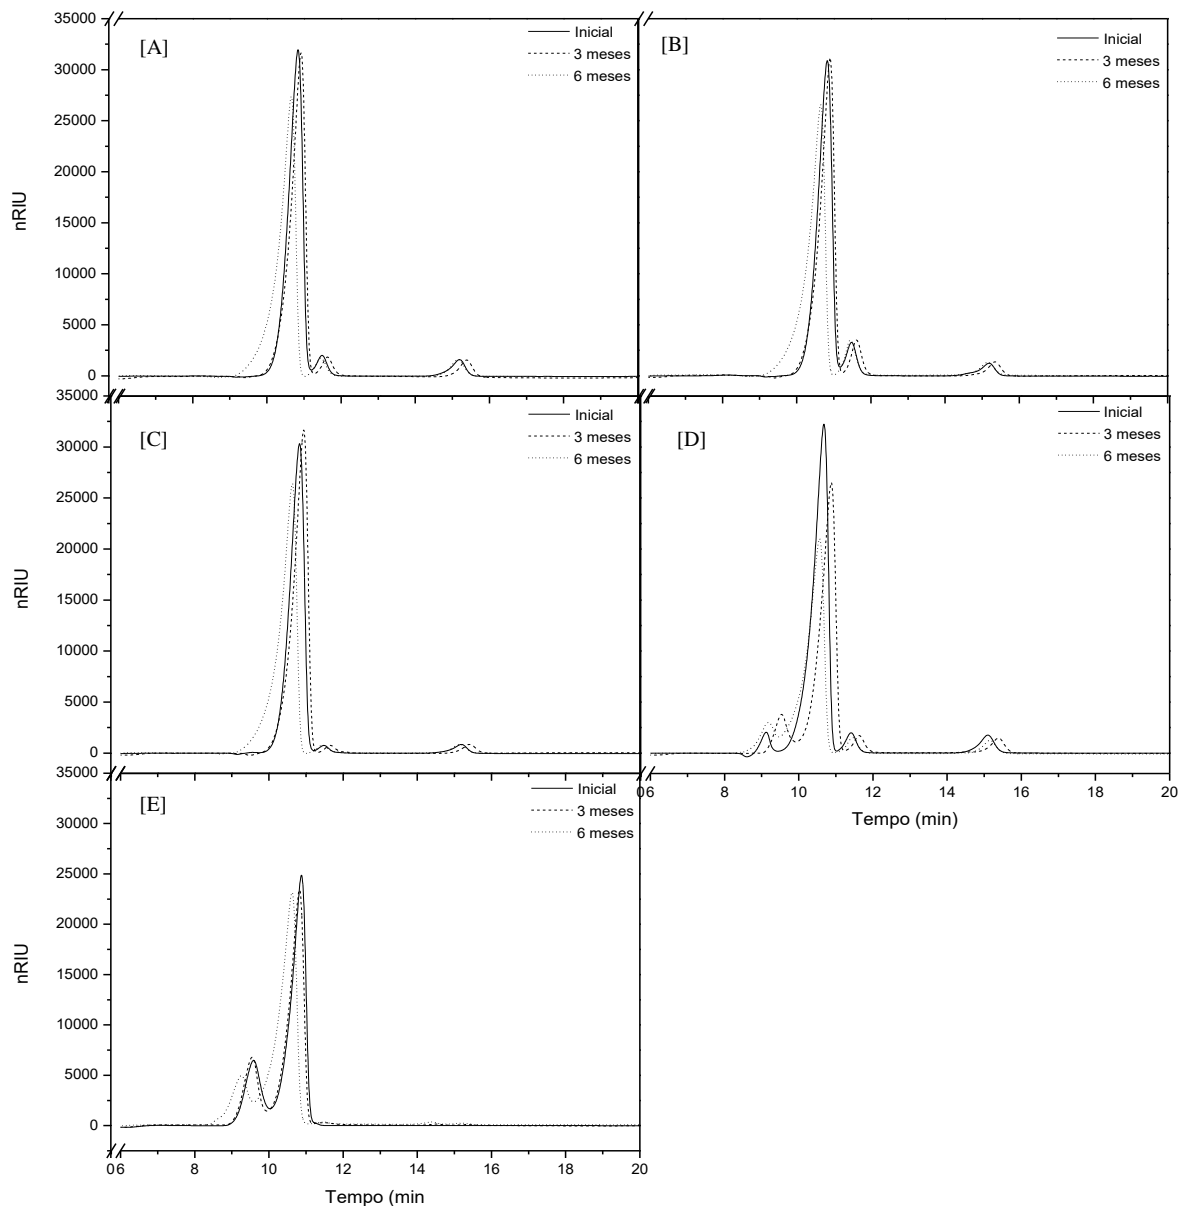 35000
30000
25000
20000
15000
10000
5000
0
nRIU
[A]
Inicial
3 meses
6 meses
[B]
Inicial
3 meses
6 meses
35000
30000
25000
20000
15000
10000
5000
0
nRIU
[C]
Inicial
3 meses
6 meses
[D]
Inicial
3 meses
6 meses
0 6 8 10 12 14 16 18 20
Tempo (min)
35000
30000
25000
20000
15000
10000
5000
0
nRIU
[E]
Inicial
3 meses
6 meses
0 6 8 10 12 14 16 18 20
Tempo (min